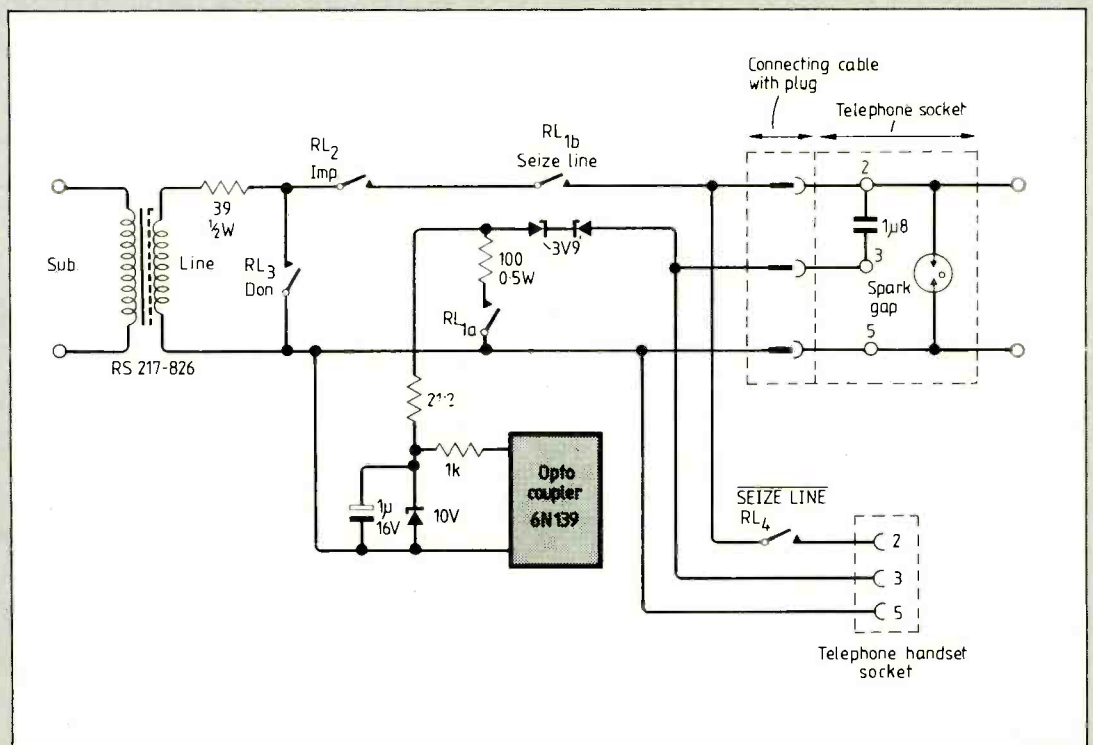 Connecting cable
with plug
Telephone socket
RL2
Imp
RL1b
Seize line
39
½W
2
1µ8
3
3V9
100
0·5W
Sub.
Line
RL3
Don
RL1a
Spark
gap
5
RS 217-826
1k
Opto
coupler
6N139
SEIZE LINE
RL4
1µ
16V
10V
2
3
5
Telephone handset
socket